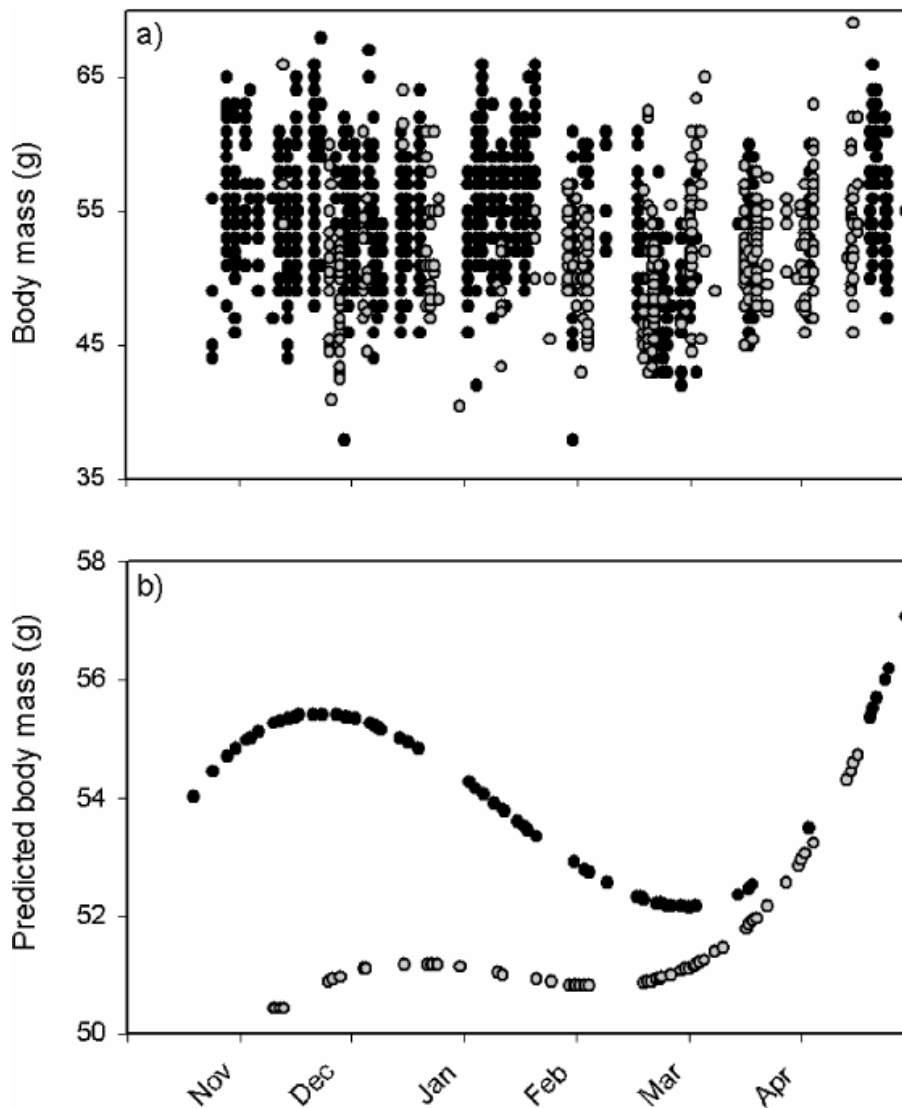 a)
Body mass (g)
65
55
45
35
b)
Predicted body mass (g)
58
56
54
52
50
Nov
Dec
Jan
Feb
Mar
Apr